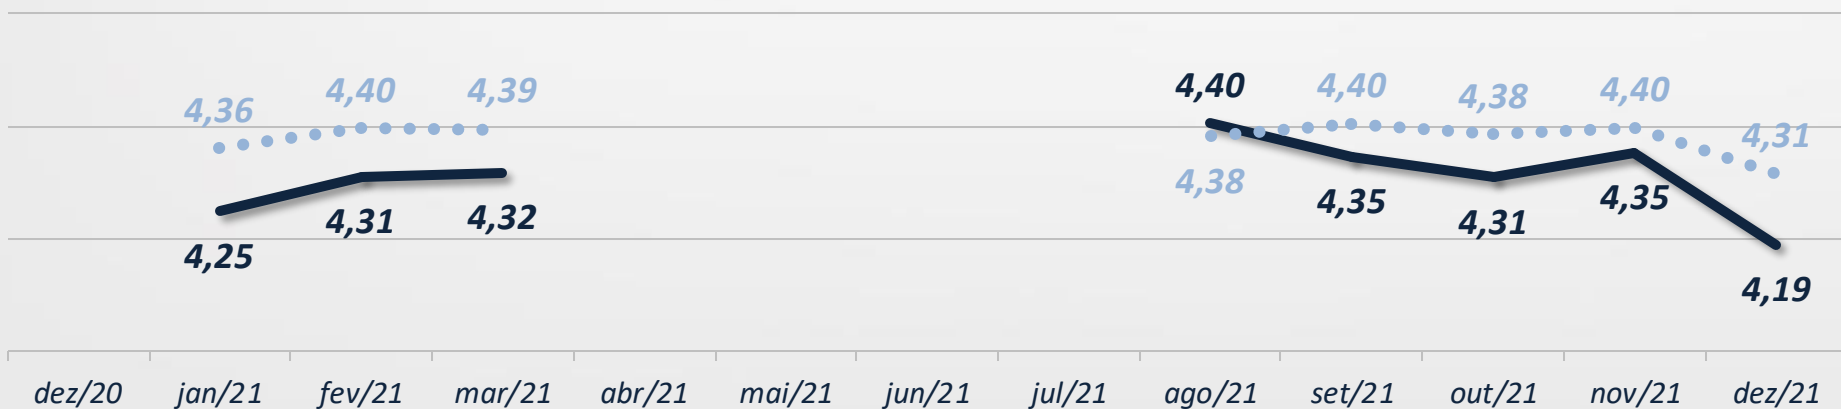 4,36 4,40 4,39 4,40 4,40 4,38 4,40 4,31
4,25 4,31 4,32 4,38 4,35 4,31 4,35 4,19
dez/20 jan/21 fev/21 mar/21 abr/21 mai/21 jun/21 jul/21 ago/21 set/21 out/21 nov/21 dez/21